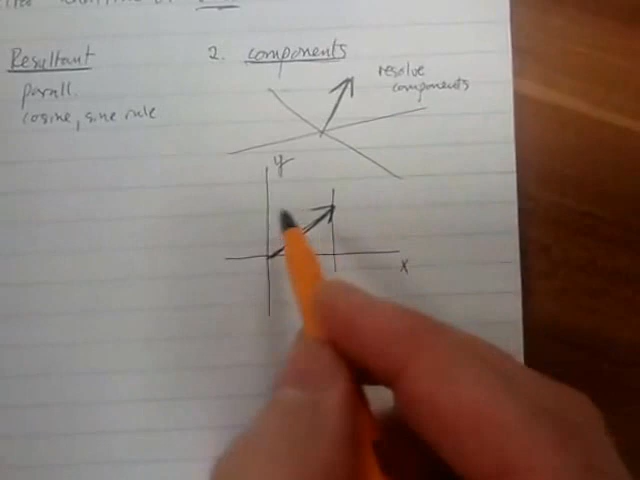 Resultant
parall.
cosine, sine rule
2. components
resolve
components
y
x